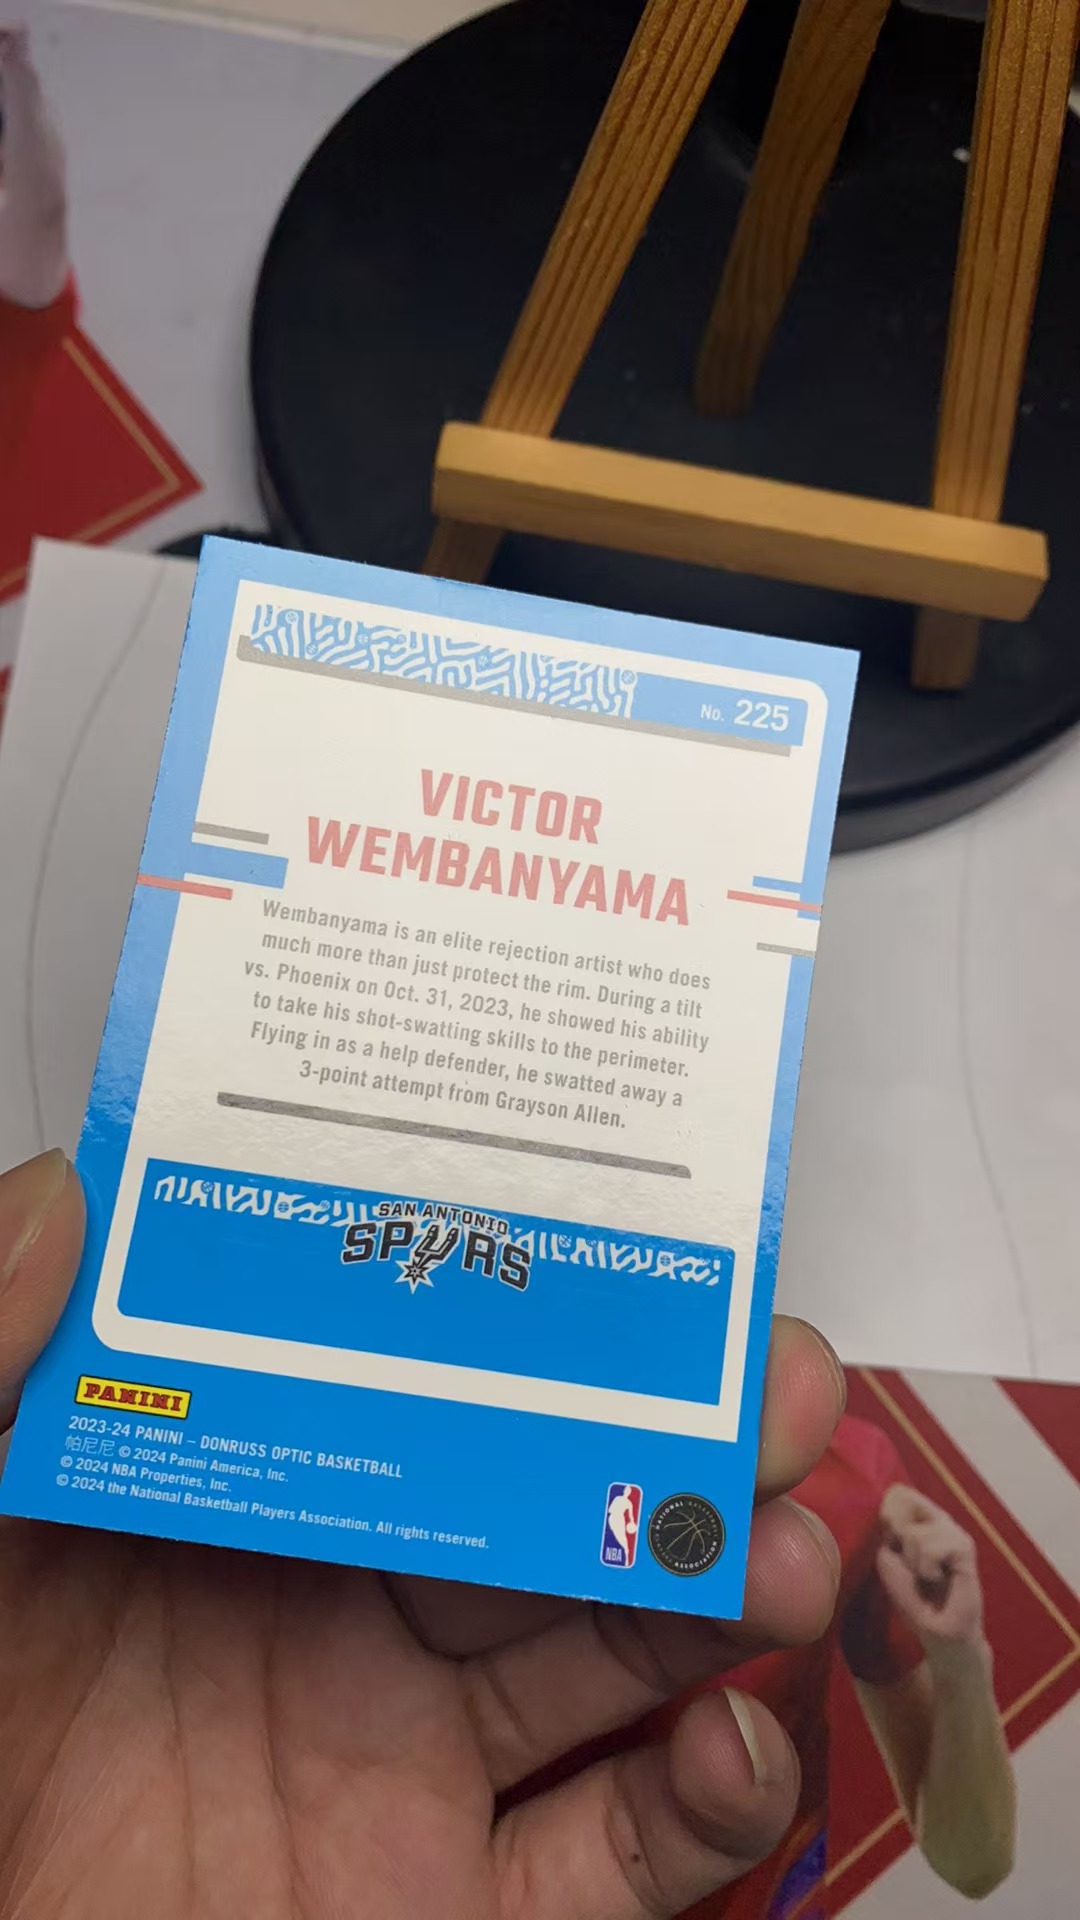 No. 225
VICTOR
WEMBANYAMA
Wembanyama is an elite rejection artist who does
much more than just protect the rim. During a tilt
vs. Phoenix on Oct. 31, 2023, he showed his ability
to take his shot-swatting skills to the perimeter.
Flying in as a help defender, he swatted away a
3-point attempt from Grayson Allen.
SAN ANTONIO
SPURS
PANINI
2023-24 PANINI – DONRUSS OPTIC BASKETBALL
帕尼尼 © 2024 Panini America, Inc.
© 2024 NBA Properties, Inc.
© 2024 the National Basketball Players Association. All rights reserved.
NBA
NATIONAL BASKETBALL
PLAYERS ASSOCIATION